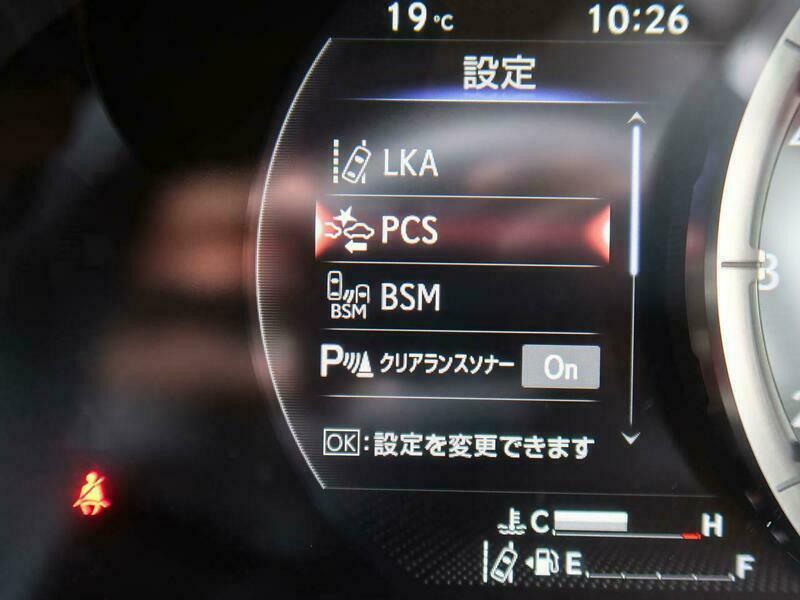 19°C 10:26
設定
LKA
PCS
BSM
BSM
P クリアランスソナー On
OK:設定を変更できます
C H
E F
3